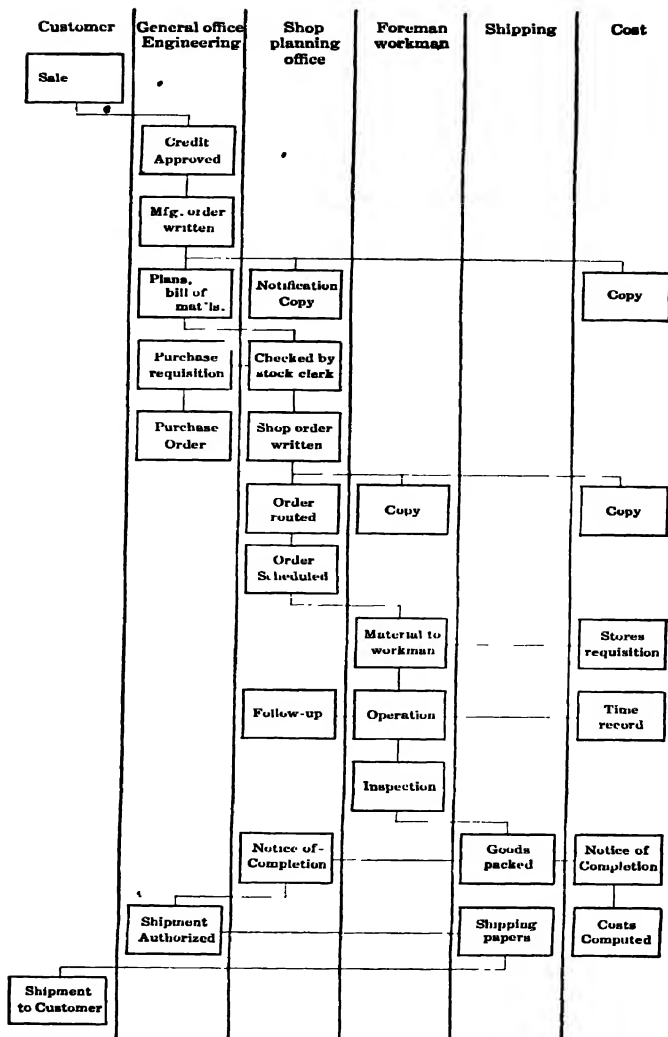 Customer
General office
Engineering
Shop
planning
office
Foreman
workman
Shipping
Cost
Sale
Credit
Approved
Mfg. order
written
Plans,
bill of
mat'ls.
Notification
Copy
Copy
Purchase
requisition
Checked by
stock clerk
Purchase
Order
Shop order
written
Order
routed
Copy
Copy
Order
Scheduled
Material to
workman
Stores
requisition
Follow-up
Operation
Time
record
Inspection
Notice of
Completion
Goods
packed
Notice of
Completion
Shipment
Authorized
Shipping
papers
Costs
Computed
Shipment
to Customer